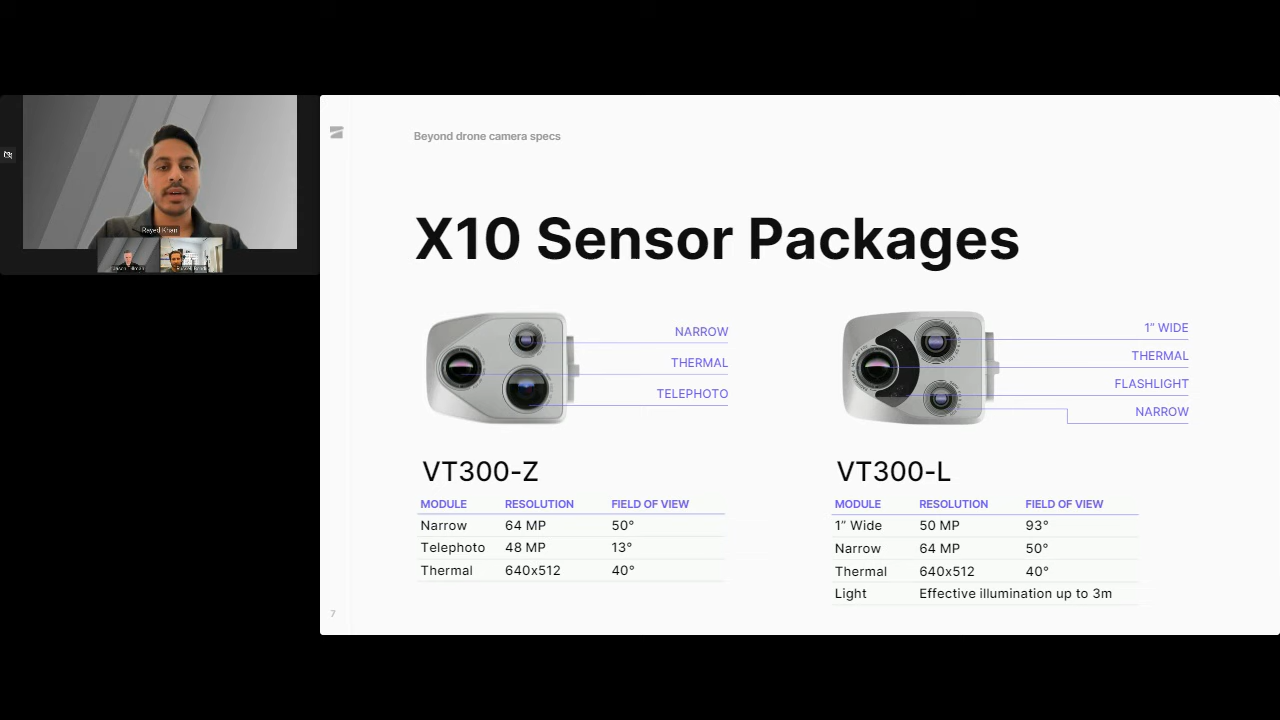 Rayed Khan
Beyond drone camera specs
X10 Sensor Packages
NARROW
THERMAL
TELEPHOTO
1” WIDE
THERMAL
FLASHLIGHT
NARROW
VT300-Z
MODULE RESOLUTION FIELD OF VIEW
Narrow 64 MP 50°
Telephoto 48 MP 13°
Thermal 640x512 40°
VT300-L
MODULE RESOLUTION FIELD OF VIEW
1” Wide 50 MP 93°
Narrow 64 MP 50°
Thermal 640x512 40°
Light Effective illumination up to 3m
7